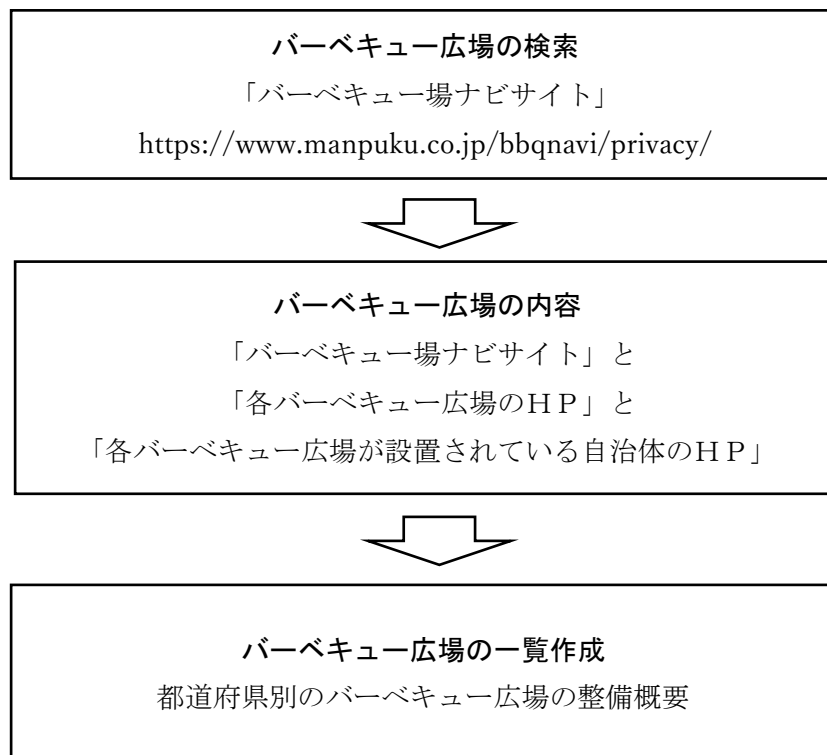 バーベキュー広場の検索
「バーベキュー場ナビサイト」
https://www.manpuku.co.jp/bbqnavi/privacy/
バーベキュー広場の内容
「バーベキュー場ナビサイト」と
「各バーベキュー広場のＨＰ」と
「各バーベキュー広場が設置されている自治体のＨＰ」
バーベキュー広場の一覧作成
都道府県別のバーベキュー広場の整備概要